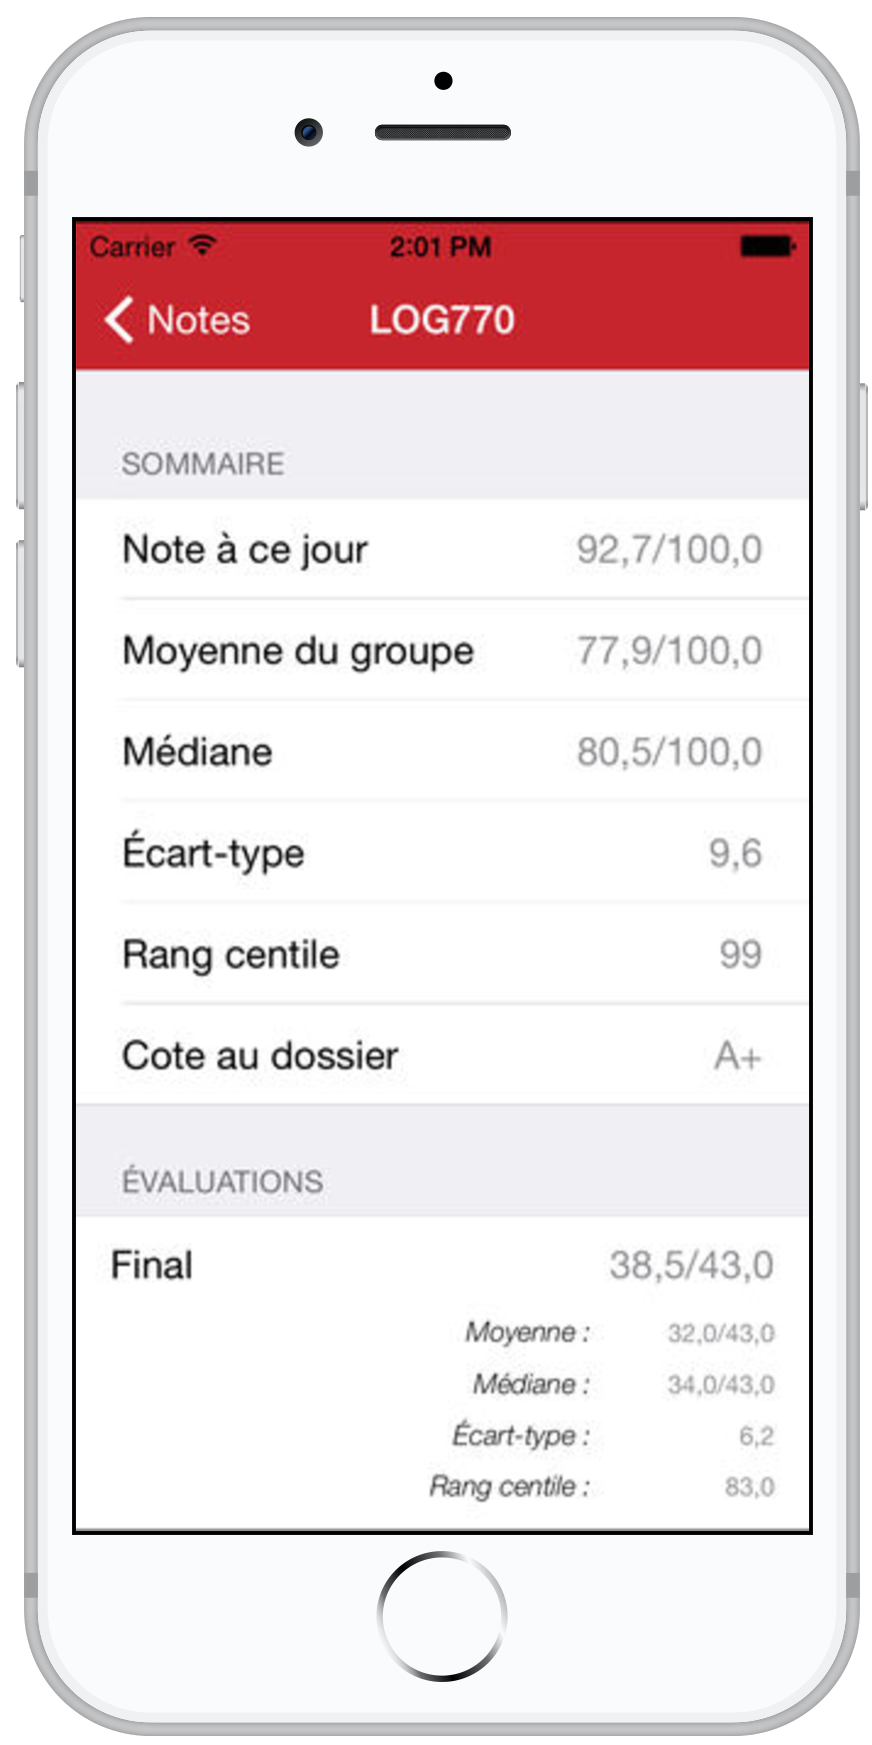 Carrier 2:01 PM
Notes LOG770
SOMMAIRE
Note à ce jour 92,7/100,0
Moyenne du groupe 77,9/100,0
Médiane 80,5/100,0
Écart-type 9,6
Rang centile 99
Cote au dossier A+
ÉVALUATIONS
Final 38,5/43,0
Moyenne : 32,0/43,0
Médiane : 34,0/43,0
Écart-type : 6,2
Rang centile : 83,0